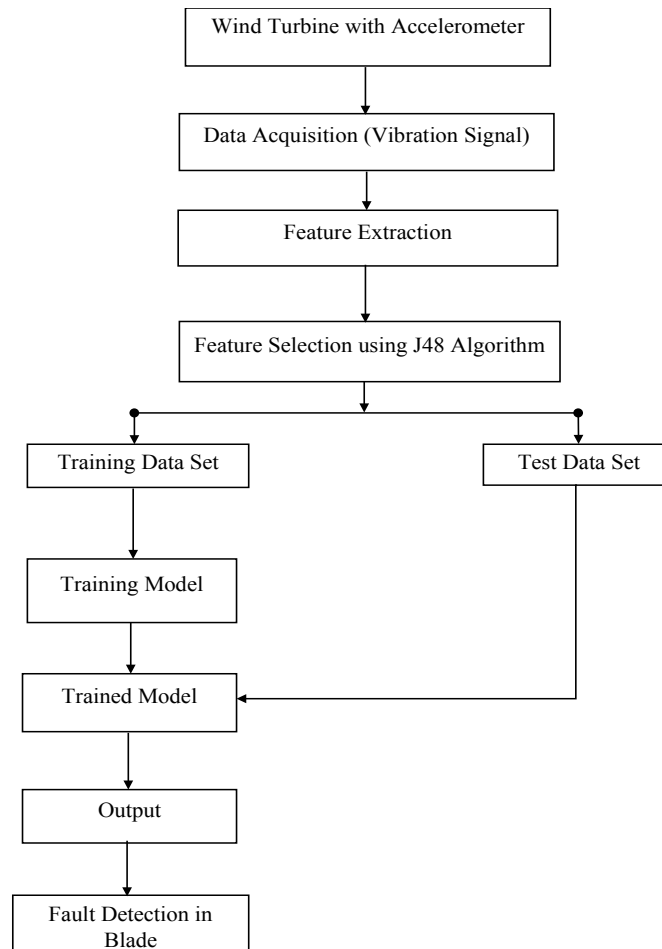 Wind Turbine with Accelerometer
Data Acquisition (Vibration Signal)
Feature Extraction
Feature Selection using J48 Algorithm
Training Data Set
Test Data Set
Training Model
Trained Model
Output
Fault Detection in
Blade